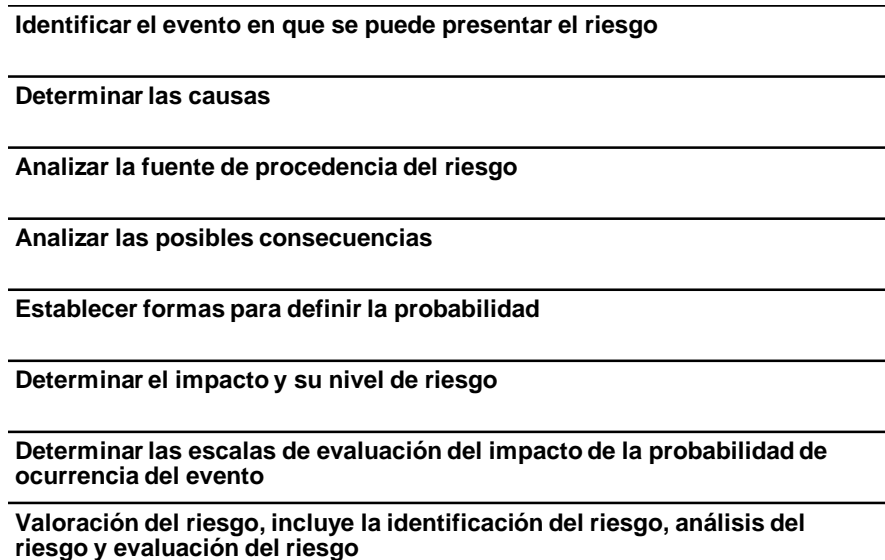 Identificar el evento en que se puede presentar el riesgo
Determinar las causas
Analizar la fuente de procedencia del riesgo
Analizar las posibles consecuencias
Establecer formas para definir la probabilidad
Determinar el impacto y su nivel de riesgo
Determinar las escalas de evaluación del impacto de la probabilidad de
ocurrencia del evento
Valoración del riesgo, incluye la identificación del riesgo, análisis del
riesgo y evaluación del riesgo